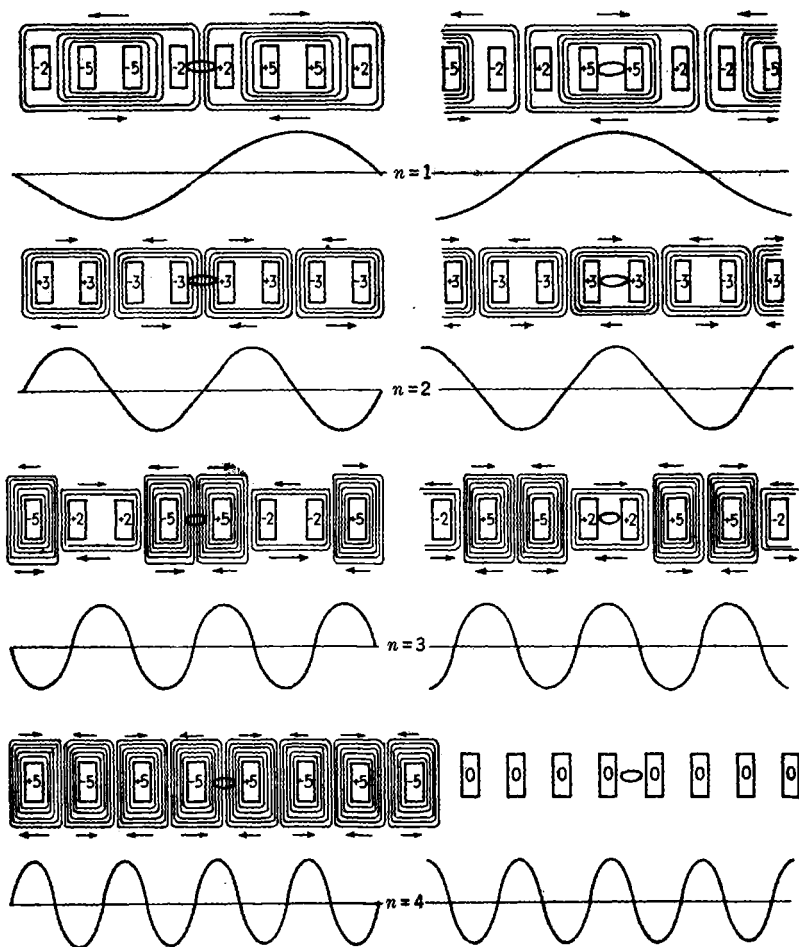 -2 -5 -5 -2 +2 +5 +5 +2 -5 -2 +2 +5 +5 +2 -2 -5
n=1
+3 +3 -3 -3 +3 +3 -3 -3 +3 -3 -3 +3 +3 -3 -3 +3
n=2
-5 +2 +2 -5 +5 -2 -2 +5 -2 +5 -5 +2 +2 +5 +5 -2
n=3
+5 -5 +5 -5 +5 -5 +5 -5 0 0 0 0 0 0 0 0
n=4